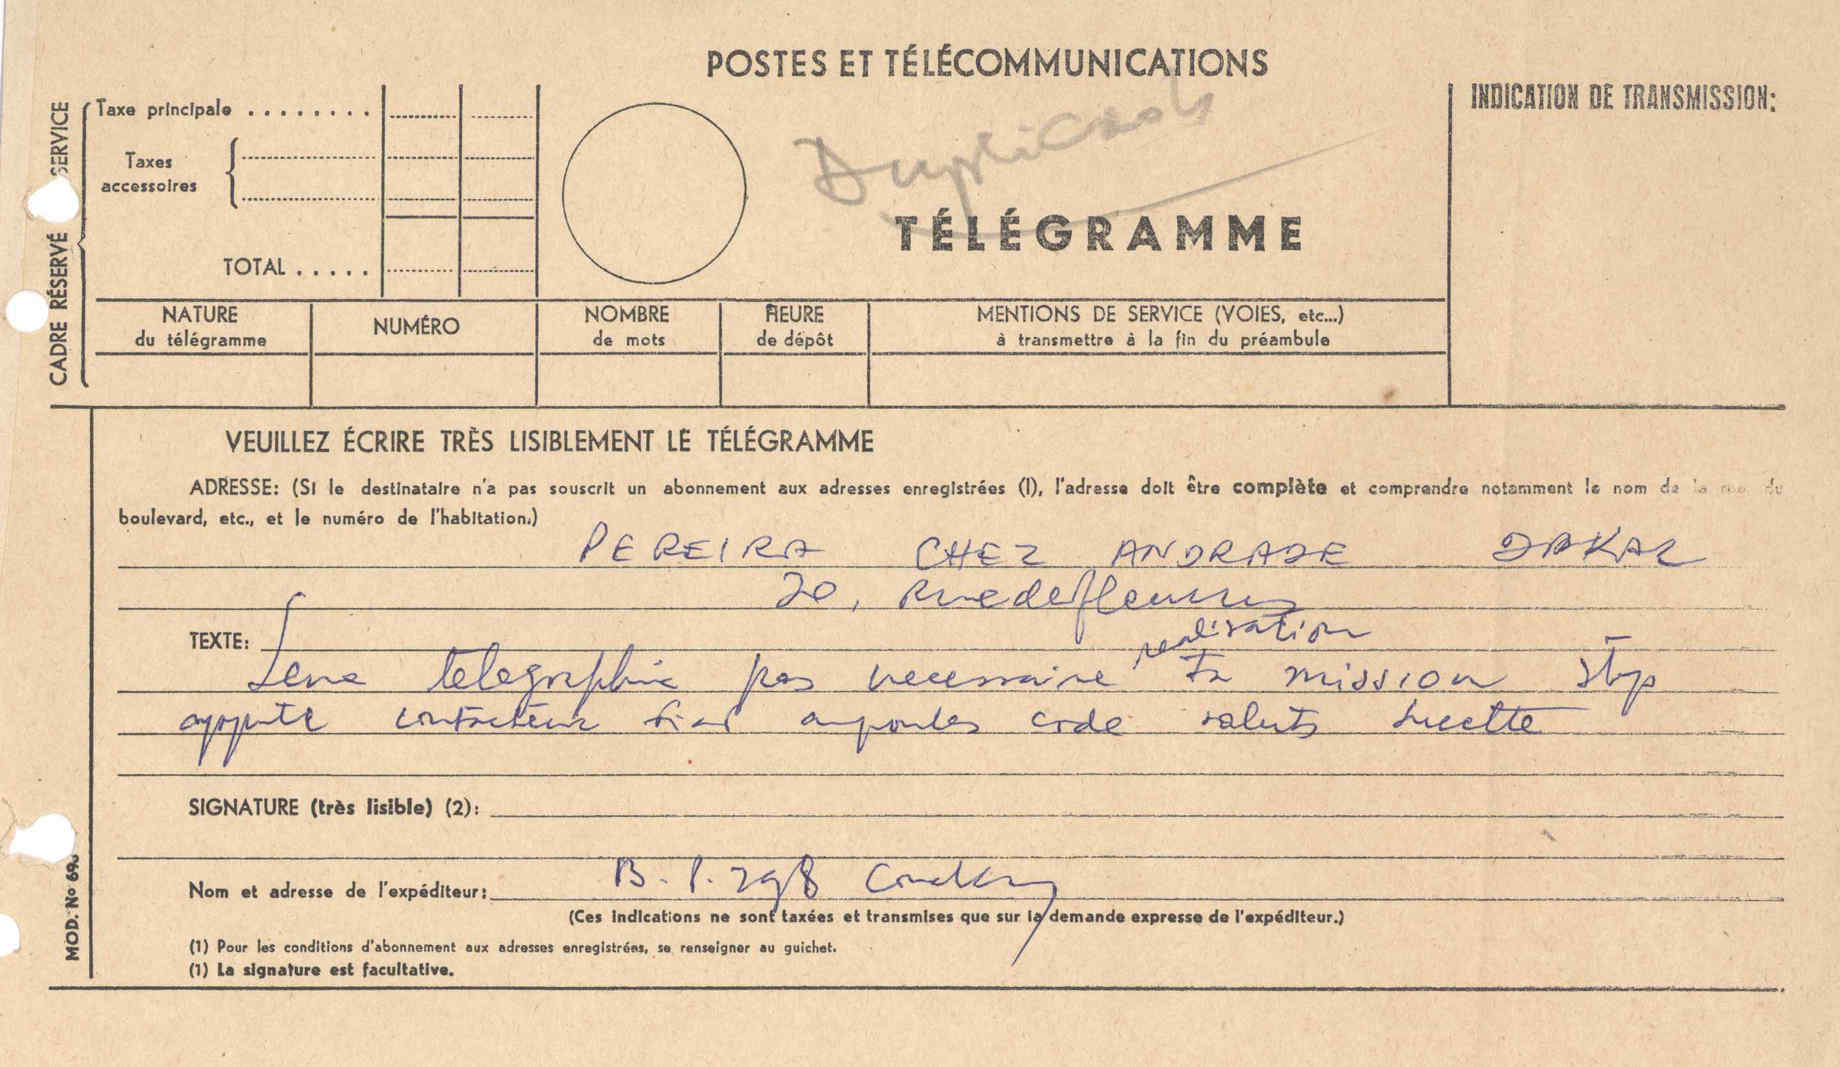 POSTES ET TÉLÉCOMMUNICATIONS
INDICATION DE TRANSMISSION:
CADRE RÉSERVÉ SERVICE
Taxe principale ........
Taxes
accessoires
TOTAL .....
TÉLÉGRAMME
NATURE
du télégramme
NUMÉRO
NOMBRE
de mots
HEURE
de dépôt
MENTIONS DE SERVICE (VOIES, etc...)
à transmettre à la fin du préambule
VEUILLEZ ÉCRIRE TRÈS LISIBLEMENT LE TÉLÉGRAMME
ADRESSE: (Si le destinataire n'a pas souscrit un abonnement aux adresses enregistrées (1), l'adresse doit être complète et comprendre notamment le nom de la rue, du
boulevard, etc., et le numéro de l'habitation.)
PEREIRA CHEZ ANDRADE DAKAR
20, Rue de fleurus
TEXTE:
realisation
telegraphie pas necessaire ta mission stop
apporte contacteur ampoules code saluts Lucette
SIGNATURE (très lisible) (2):
Nom et adresse de l'expéditeur: B.P. 298 Conakry
(Ces indications ne sont taxées et transmises que sur la demande expresse de l'expéditeur.)
(1) Pour les conditions d'abonnement aux adresses enregistrées, se renseigner au guichet.
(1) La signature est facultative.
MOD. Nº 69